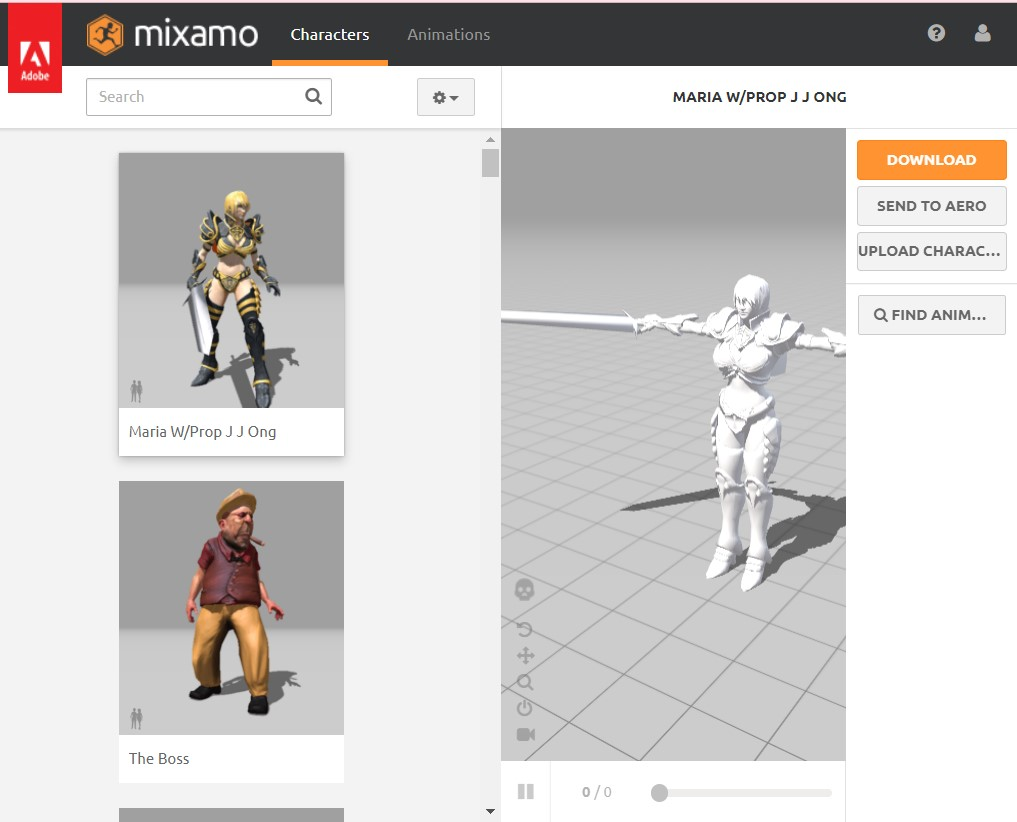 Adobe
mixamo
Characters
Animations
Search
MARIA W/PROP J J ONG
Maria W/Prop J J Ong
The Boss
DOWNLOAD
SEND TO AERO
UPLOAD CHARAC...
FIND ANIM...
0 / 0